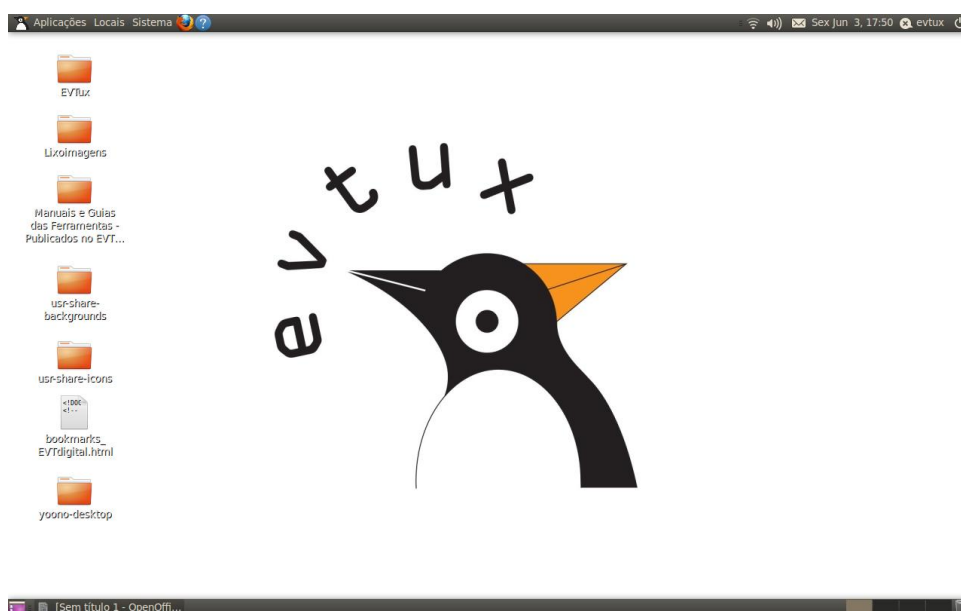 Aplicações Locais Sistema
Sex Jun 3, 17:50 evtux
EVTux
Lixoimagens
Manuais e Guias
das Ferramentas -
Publicados no EVT...
usr-share-
backgrounds
usr-share-icons
<!DOC
<!--
bookmarks_
EVTdigital.html
yoono-desktop
evtux
[Sem título 1 - OpenOffi...